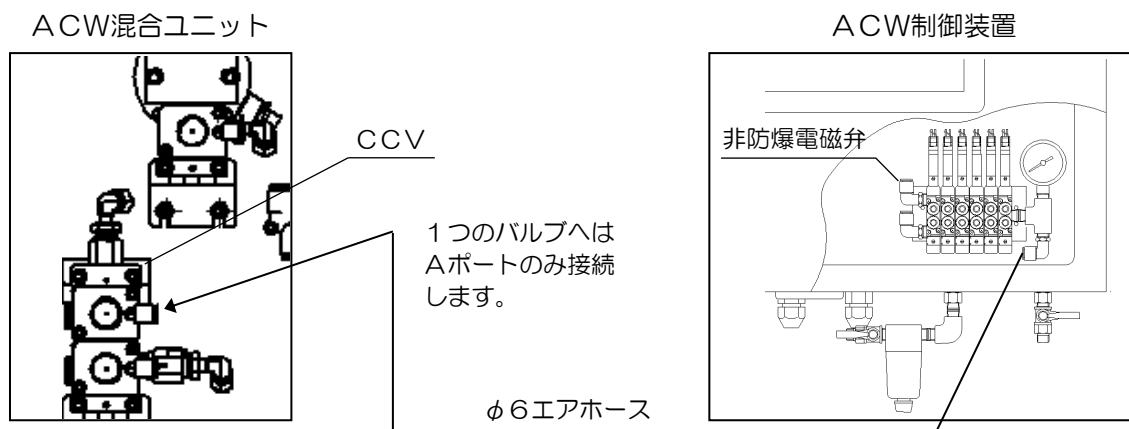 ＡＣＷ混合ユニット
ＡＣＷ制御装置
ＣＣＶ
非防爆電磁弁
１つのバルブへは
Ａポートのみ接続
します。
φ６エアホース